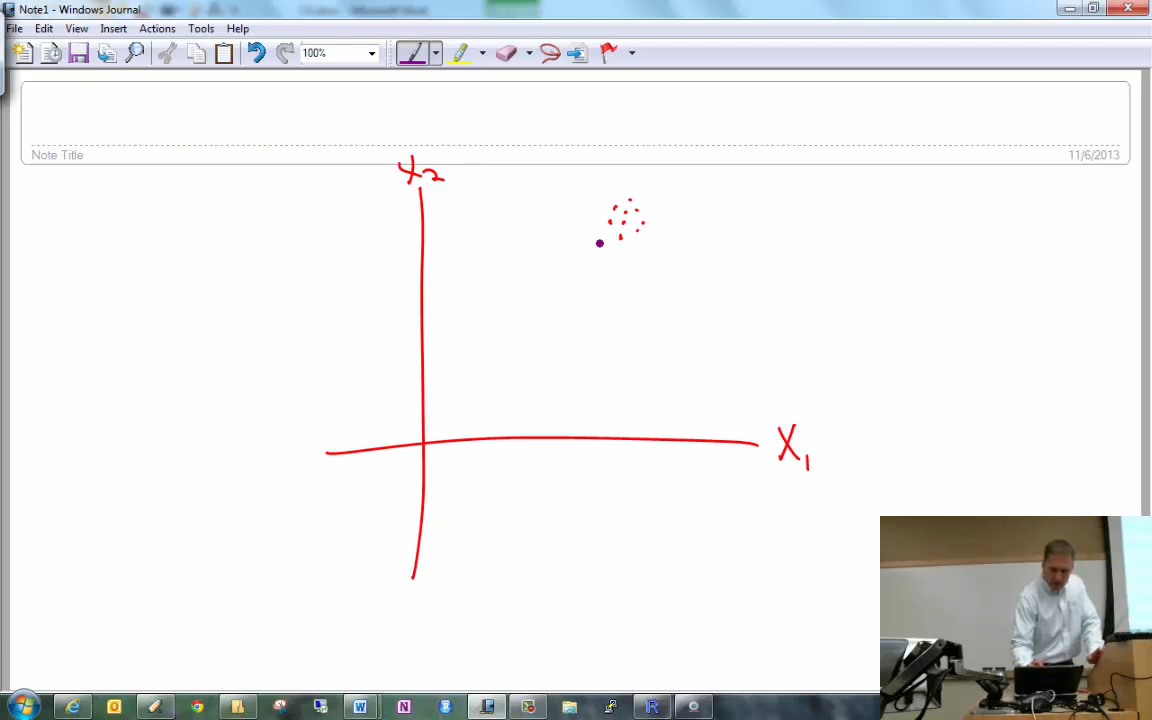 Note1 - Windows Journal
File Edit View Insert Actions Tools Help
100%
Note Title
11/6/2013
X2
X1